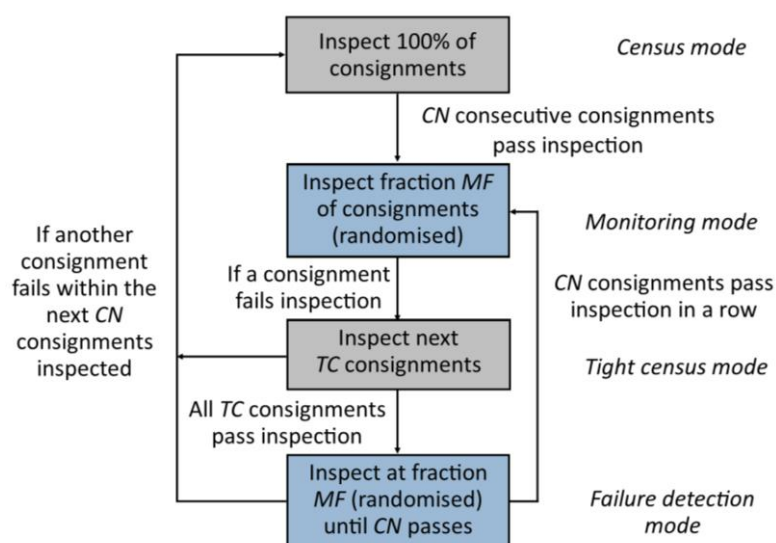 Inspect 100% of
consignments
Census mode
CN consecutive consignments
pass inspection
Inspect fraction MF
of consignments
(randomised)
Monitoring mode
If another
consignment
fails within the
next CN
consignments
inspected
If a consignment
fails inspection
CN consignments pass
inspection in a row
Inspect next
TC consignments
Tight census mode
All TC consignments
pass inspection
Inspect at fraction
MF (randomised)
until CN passes
Failure detection
mode